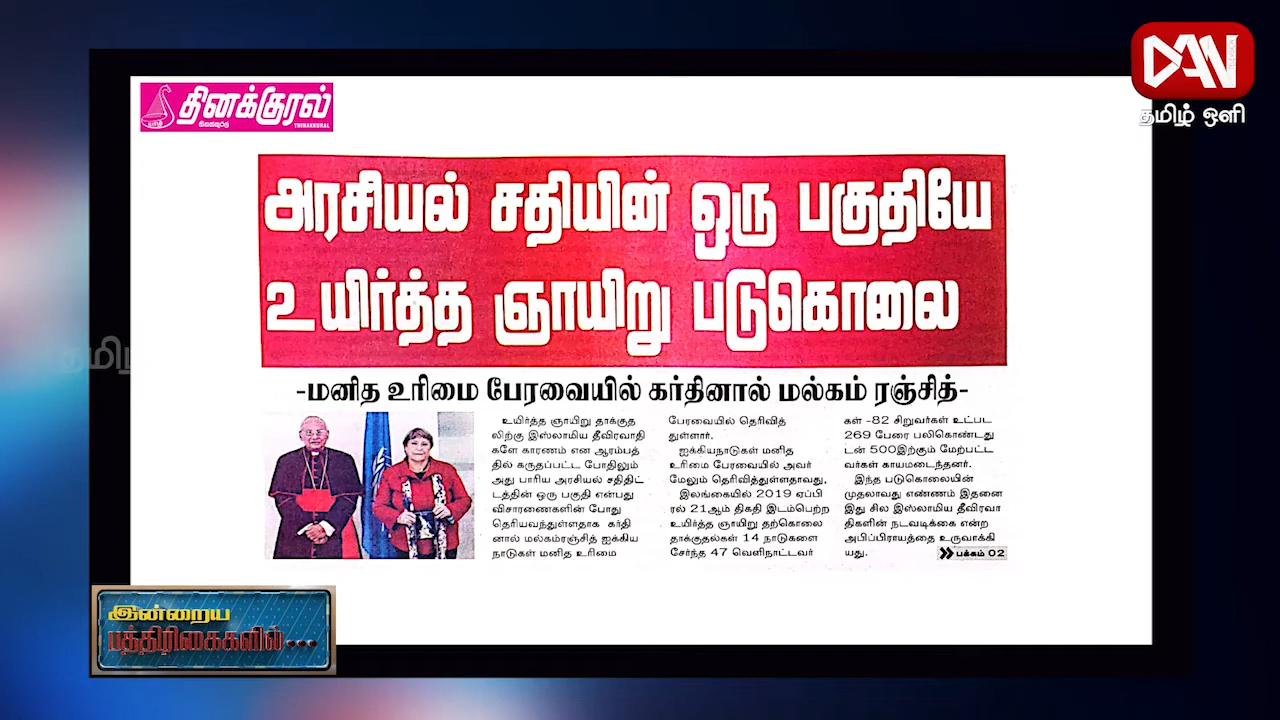 தினக்குரல்
THINAKKURAL
DAN
தமிழ் ஒளி
அரசியல் சதியின் ஒரு பகுதியே
உயிர்த்த ஞாயிறு படுகொலை
-மனித உரிமை பேரவையில் கர்தினால் மல்கம் ரஞ்சித்-
உயிர்த்த ஞாயிறு தாக்குத
லிற்கு இஸ்லாமிய தீவிரவாதி
களே காரணம் என ஆரம்பத்
தில் கருதப்பட்ட போதிலும்
அது பாரிய அரசியல் சதிதிட்
டத்தின் ஒரு பகுதி என்பது
விசாரணைகளின் போது
தெரியவந்துள்ளதாக கர்தி
னால் மல்கம்ரஞ்சித் ஐக்கிய
நாடுகள் மனித உரிமை
பேரவையில் தெரிவித்
துள்ளார்.
ஐக்கியநாடுகள் மனித
உரிமை பேரவையில் அவர்
மேலும் தெரிவித்துள்ளதாவது,
இலங்கையில் 2019 ஏப்பி
ரல் 21ஆம் திகதி இடம்பெற்ற
உயிர்த்த ஞாயிறு தற்கொலை
தாக்குதல்கள் 14 நாடுகளை
சேர்ந்த 47 வெளிநாட்டவர்
கள் -82 சிறுவர்கள் உட்பட
269 பேரை பலிகொண்டது
டன் 500இற்கும் மேற்பட்ட
வர்கள் காயமடைந்தனர்.
இந்த படுகொலையின்
முதலாவது எண்ணம் இதனை
இது சில இஸ்லாமிய தீவிரவா
திகளின் நடவடிக்கை என்ற
அபிப்பிராயத்தை உருவாக்கி
யது.
பக்கம் 02
தமிழ்
இன்றைய
பத்திரிகைகளில்...